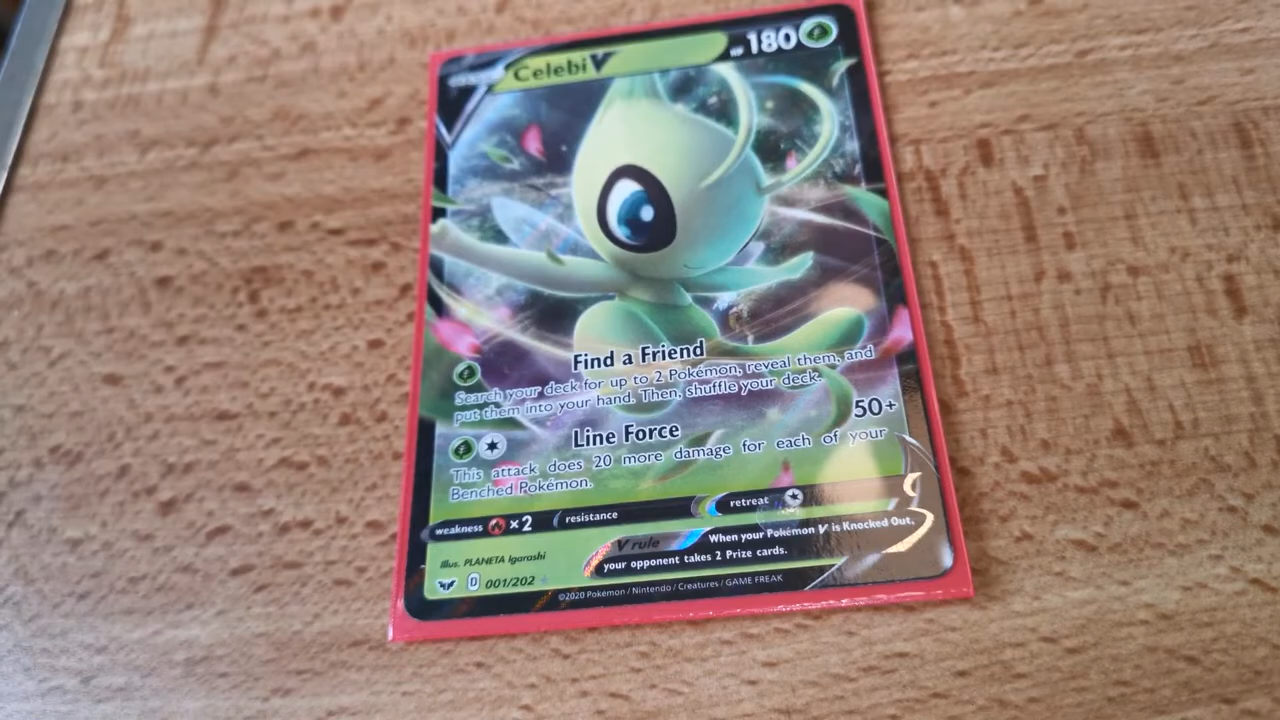 Celebi V
HP 180
Find a Friend
Search your deck for up to 2 Pokémon, reveal them, and
put them into your hand. Then, shuffle your deck.
Line Force 50+
This attack does 20 more damage for each of your
Benched Pokémon.
weakness ×2 resistance retreat
V rule When your Pokémon V is Knocked Out,
your opponent takes 2 Prize cards.
Illus. PLANETA Igarashi
D 001/202
©2020 Pokémon / Nintendo / Creatures / GAME FREAK